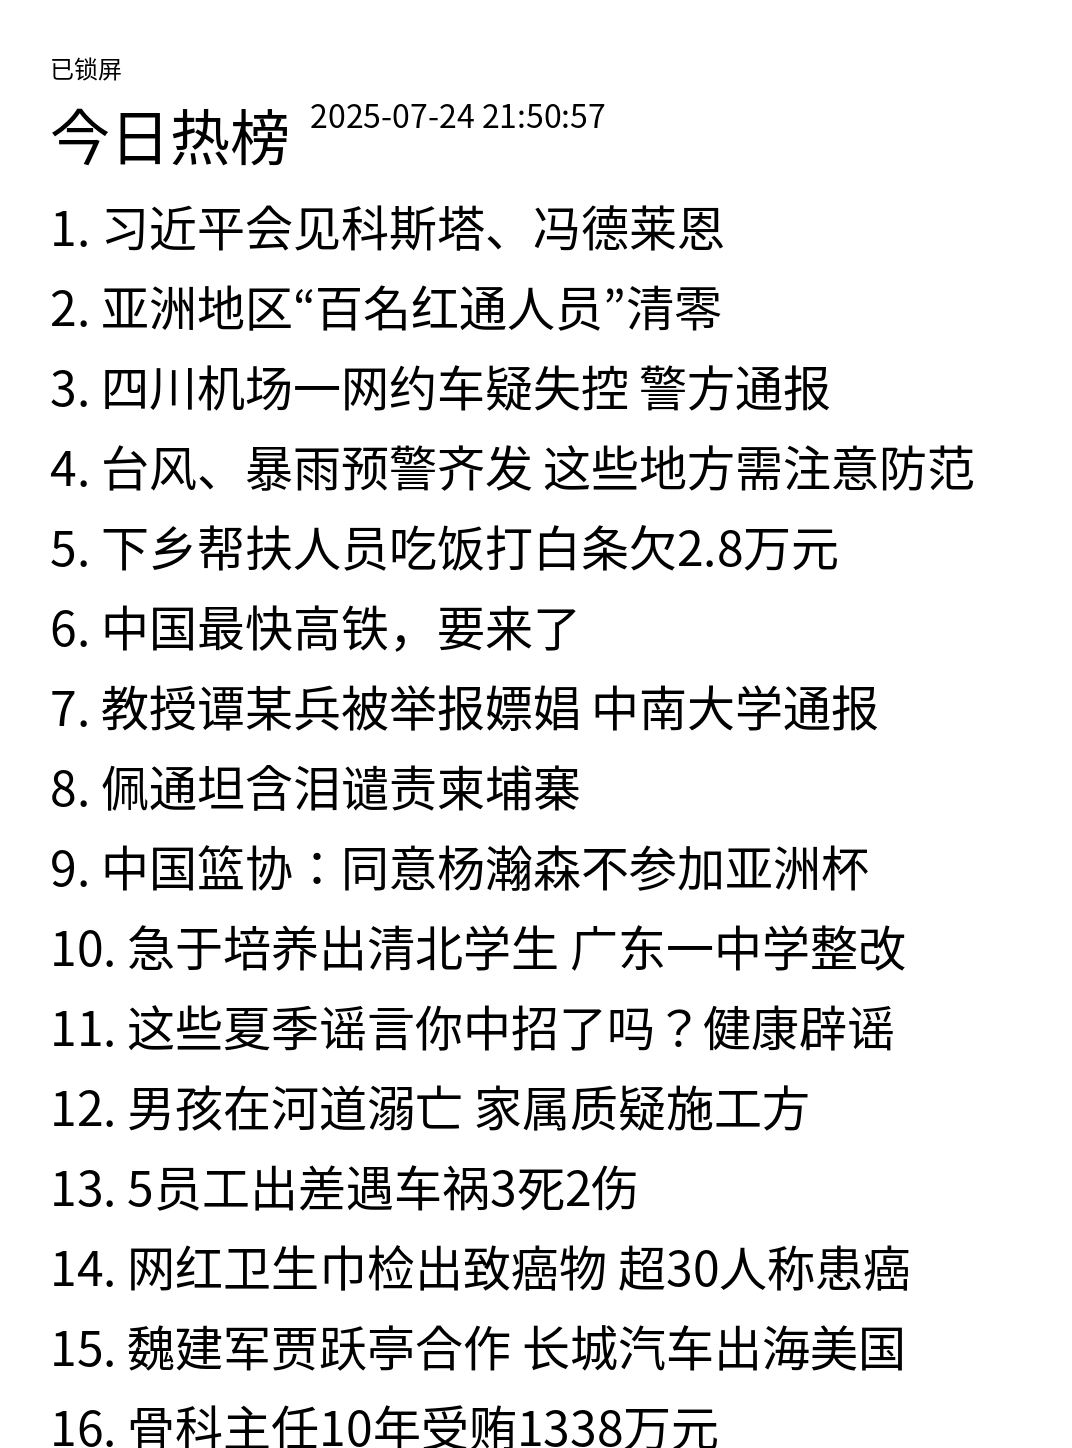 已锁屏
今日热榜 2025-07-24 21:50:57
1. 习近平会见科斯塔、冯德莱恩
2. 亚洲地区“百名红通人员”清零
3. 四川机场一网约车疑失控 警方通报
4. 台风、暴雨预警齐发 这些地方需注意防范
5. 下乡帮扶人员吃饭打白条欠2.8万元
6. 中国最快高铁，要来了
7. 教授谭某兵被举报嫖娼 中南大学通报
8. 佩通坦含泪谴责柬埔寨
9. 中国篮协：同意杨瀚森不参加亚洲杯
10. 急于培养出清北学生 广东一中学整改
11. 这些夏季谣言你中招了吗？健康辟谣
12. 男孩在河道溺亡 家属质疑施工方
13. 5员工出差遇车祸3死2伤
14. 网红卫生巾检出致癌物 超30人称患癌
15. 魏建军贾跃亭合作 长城汽车出海美国
16. 骨科主任10年受贿1338万元